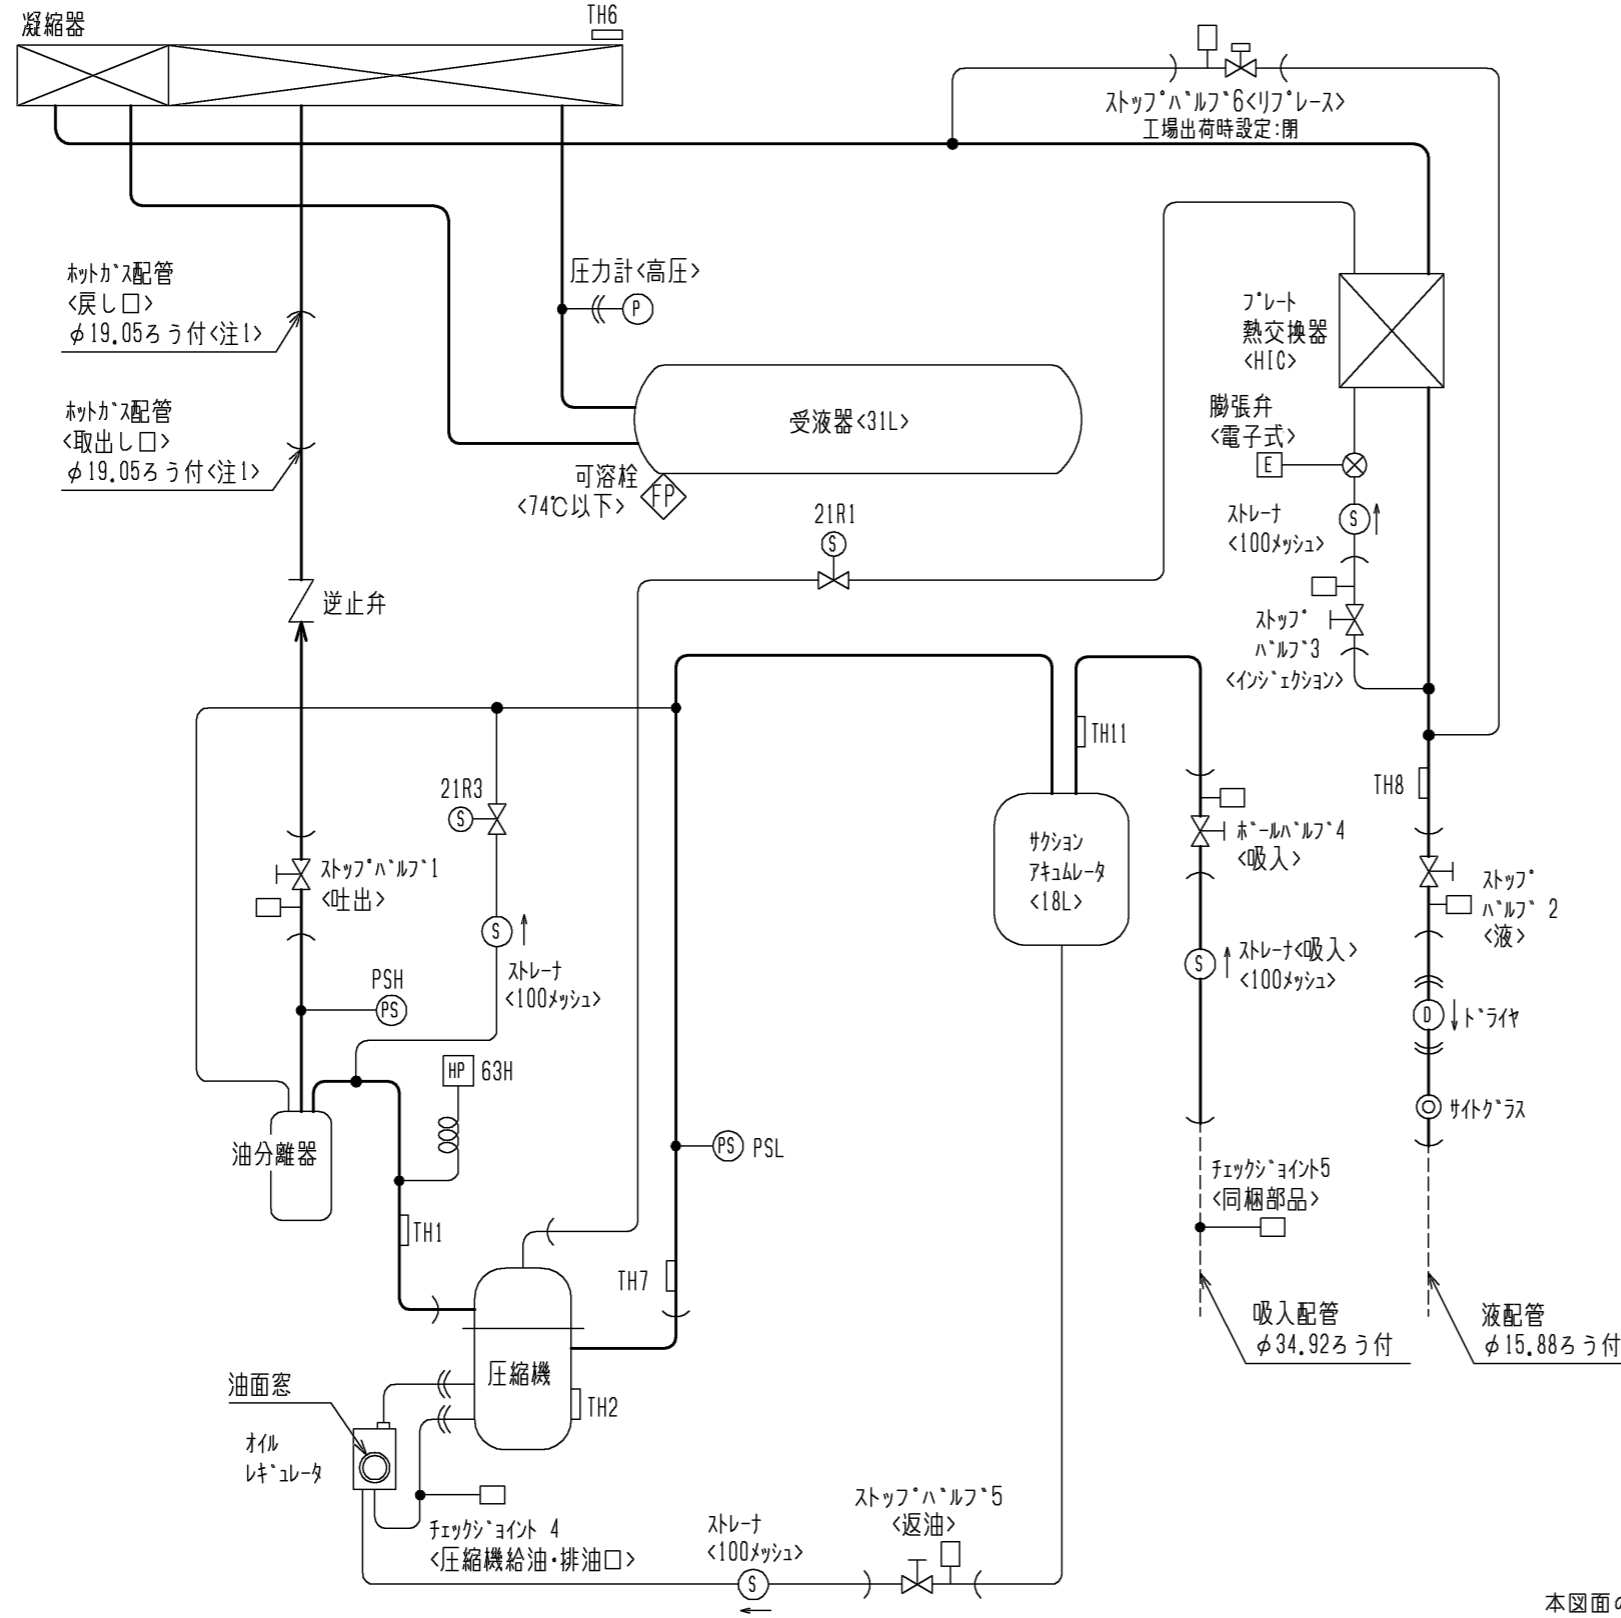 凝縮器
TH6
ストップバルブ6<リプレース>
工場出荷時設定:閉
ホットガス配管
<戻し口>
φ19.05ろう付<注1>
圧力計<高圧>
P
プレート
熱交換器
<HIC>
ホットガス配管
<取出し口>
φ19.05ろう付<注1>
受液器<31L>
膨張弁
<電子式>
E
可溶栓
<74℃以下>
FP
21R1
S
ストレーナ
<100メッシュ>
S
逆止弁
ストップ
バルブ3
<インジェクション>
TH11
TH8
21R3
S
サクション
アキュムレータ
<18L>
ボールバルブ4
<吸入>
ストップバルブ1
<吐出>
ストップ
バルブ 2
<液>
S
ストレーナ
<100メッシュ>
S
ストレーナ<吸入>
<100メッシュ>
PSH
PS
D
ドライヤ
HP
63H
サイトグラス
油分離器
PS
PSL
チェックジョイント5
<同梱部品>
TH1
TH7
吸入配管
φ34.92ろう付
液配管
φ15.88ろう付
圧縮機
油面窓
TH2
オイル
レギュレータ
チェックジョイント 4
<圧縮機給油・排油口>
ストレーナ
<100メッシュ>
S
ストップバルブ5
<返油>
本図面の